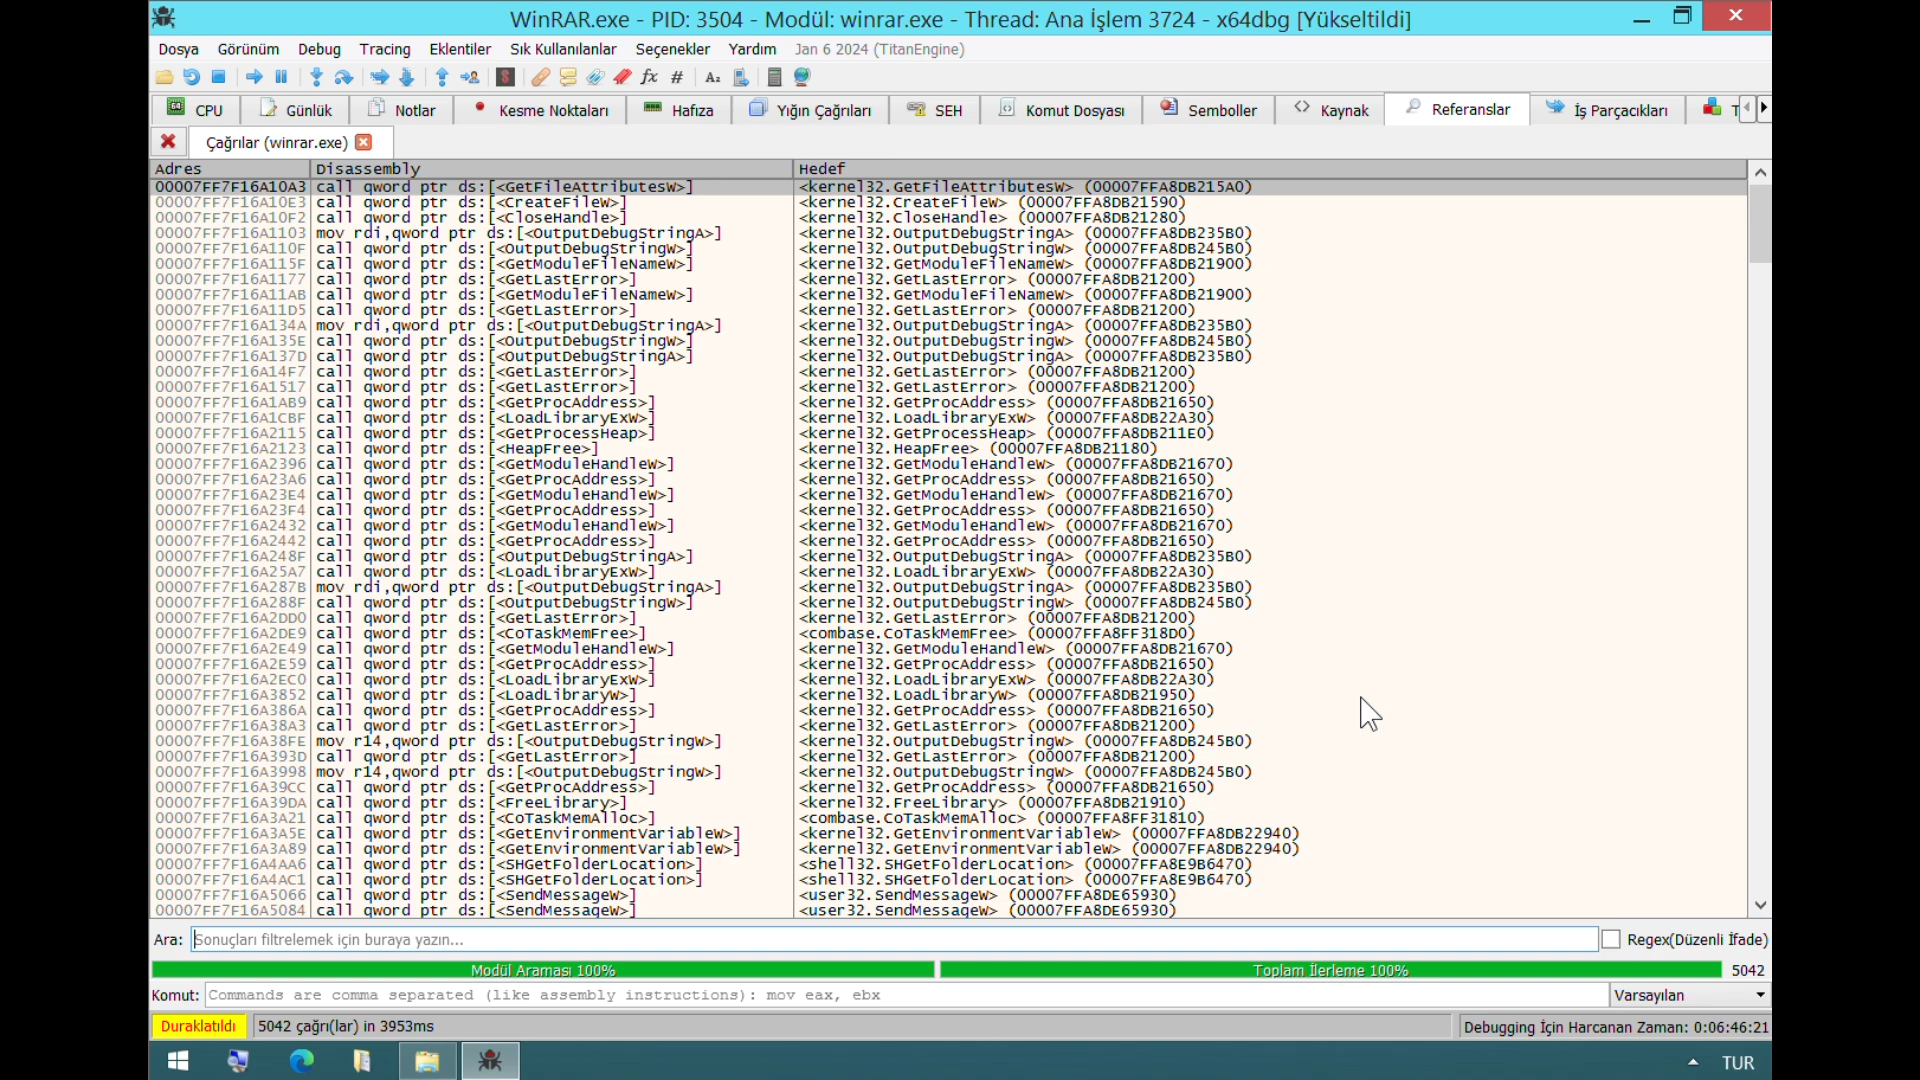 WinRAR.exe - PID: 3504 - Modül: winrar.exe - Thread: Ana İşlem 3724 - x64dbg [Yükseltildi]
Dosya Görünüm Debug Tracing Eklentiler Sık Kullanılanlar Seçenekler Yardım Jan 6 2024 (TitanEngine)
CPU Günlük Notlar Kesme Noktaları Hafıza Yığın Çağrıları SEH Komut Dosyası Semboller Kaynak Referanslar İş Parçacıkları T
Çağrılar (winrar.exe)
Adres Disassembly Hedef
00007FF7F16A10A3 call qword ptr ds:[<GetFileAttributesW>] <kernel32.GetFileAttributesW> (00007FFA8DB215A0)
00007FF7F16A10E3 call qword ptr ds:[<CreateFileW>] <kernel32.CreateFileW> (00007FFA8DB21590)
00007FF7F16A10F2 call qword ptr ds:[<CloseHandle>] <kernel32.CloseHandle> (00007FFA8DB21280)
00007FF7F16A1103 mov rdi,qword ptr ds:[<OutputDebugStringA>] <kernel32.OutputDebugStringA> (00007FFA8DB235B0)
00007FF7F16A110F call qword ptr ds:[<OutputDebugStringW>] <kernel32.OutputDebugStringW> (00007FFA8DB245B0)
00007FF7F16A115F call qword ptr ds:[<GetModuleFileNameW>] <kernel32.GetModuleFileNameW> (00007FFA8DB21900)
00007FF7F16A1177 call qword ptr ds:[<GetLastError>] <kernel32.GetLastError> (00007FFA8DB21200)
00007FF7F16A11AB call qword ptr ds:[<GetModuleFileNameW>] <kernel32.GetModuleFileNameW> (00007FFA8DB21900)
00007FF7F16A11D5 call qword ptr ds:[<GetLastError>] <kernel32.GetLastError> (00007FFA8DB21200)
00007FF7F16A134A mov rdi,qword ptr ds:[<OutputDebugStringA>] <kernel32.OutputDebugStringA> (00007FFA8DB235B0)
00007FF7F16A135E call qword ptr ds:[<OutputDebugStringW>] <kernel32.OutputDebugStringW> (00007FFA8DB245B0)
00007FF7F16A137D call qword ptr ds:[<OutputDebugStringA>] <kernel32.OutputDebugStringA> (00007FFA8DB235B0)
00007FF7F16A14F7 call qword ptr ds:[<GetLastError>] <kernel32.GetLastError> (00007FFA8DB21200)
00007FF7F16A1517 call qword ptr ds:[<GetLastError>] <kernel32.GetLastError> (00007FFA8DB21200)
00007FF7F16A1AB9 call qword ptr ds:[<GetProcAddress>] <kernel32.GetProcAddress> (00007FFA8DB21650)
00007FF7F16A1CBF call qword ptr ds:[<LoadLibraryExW>] <kernel32.LoadLibraryExW> (00007FFA8DB22A30)
00007FF7F16A2115 call qword ptr ds:[<GetProcessHeap>] <kernel32.GetProcessHeap> (00007FFA8DB211E0)
00007FF7F16A2123 call qword ptr ds:[<HeapFree>] <kernel32.HeapFree> (00007FFA8DB21180)
00007FF7F16A2396 call qword ptr ds:[<GetModuleHandleW>] <kernel32.GetModuleHandleW> (00007FFA8DB21670)
00007FF7F16A23A6 call qword ptr ds:[<GetProcAddress>] <kernel32.GetProcAddress> (00007FFA8DB21650)
00007FF7F16A23E4 call qword ptr ds:[<GetModuleHandleW>] <kernel32.GetModuleHandleW> (00007FFA8DB21670)
00007FF7F16A23F4 call qword ptr ds:[<GetProcAddress>] <kernel32.GetProcAddress> (00007FFA8DB21650)
00007FF7F16A2432 call qword ptr ds:[<GetModuleHandleW>] <kernel32.GetModuleHandleW> (00007FFA8DB21670)
00007FF7F16A2442 call qword ptr ds:[<GetProcAddress>] <kernel32.GetProcAddress> (00007FFA8DB21650)
00007FF7F16A248F call qword ptr ds:[<OutputDebugStringA>] <kernel32.OutputDebugStringA> (00007FFA8DB235B0)
00007FF7F16A25A7 call qword ptr ds:[<LoadLibraryExW>] <kernel32.LoadLibraryExW> (00007FFA8DB22A30)
00007FF7F16A287B mov rdi,qword ptr ds:[<OutputDebugStringA>] <kernel32.OutputDebugStringA> (00007FFA8DB235B0)
00007FF7F16A288F call qword ptr ds:[<OutputDebugStringW>] <kernel32.OutputDebugStringW> (00007FFA8DB245B0)
00007FF7F16A2DD0 call qword ptr ds:[<GetLastError>] <kernel32.GetLastError> (00007FFA8DB21200)
00007FF7F16A2DE9 call qword ptr ds:[<CoTaskMemFree>] <combase.CoTaskMemFree> (00007FFA8FF318D0)
00007FF7F16A2E49 call qword ptr ds:[<GetModuleHandleW>] <kernel32.GetModuleHandleW> (00007FFA8DB21670)
00007FF7F16A2E59 call qword ptr ds:[<GetProcAddress>] <kernel32.GetProcAddress> (00007FFA8DB21650)
00007FF7F16A2EC0 call qword ptr ds:[<LoadLibraryExW>] <kernel32.LoadLibraryExW> (00007FFA8DB22A30)
00007FF7F16A3852 call qword ptr ds:[<LoadLibraryW>] <kernel32.LoadLibraryW> (00007FFA8DB21950)
00007FF7F16A386A call qword ptr ds:[<GetProcAddress>] <kernel32.GetProcAddress> (00007FFA8DB21650)
00007FF7F16A38A3 call qword ptr ds:[<GetLastError>] <kernel32.GetLastError> (00007FFA8DB21200)
00007FF7F16A38FE mov r14,qword ptr ds:[<OutputDebugStringW>] <kernel32.OutputDebugStringW> (00007FFA8DB245B0)
00007FF7F16A393D call qword ptr ds:[<GetLastError>] <kernel32.GetLastError> (00007FFA8DB21200)
00007FF7F16A3998 mov r14,qword ptr ds:[<OutputDebugStringW>] <kernel32.OutputDebugStringW> (00007FFA8DB245B0)
00007FF7F16A39CC call qword ptr ds:[<GetProcAddress>] <kernel32.GetProcAddress> (00007FFA8DB21650)
00007FF7F16A39DA call qword ptr ds:[<FreeLibrary>] <kernel32.FreeLibrary> (00007FFA8DB21910)
00007FF7F16A3A21 call qword ptr ds:[<CoTaskMemAlloc>] <combase.CoTaskMemAlloc> (00007FFA8FF31810)
00007FF7F16A3A5E call qword ptr ds:[<GetEnvironmentVariableW>] <kernel32.GetEnvironmentVariableW> (00007FFA8DB22940)
00007FF7F16A3A89 call qword ptr ds:[<GetEnvironmentVariableW>] <kernel32.GetEnvironmentVariableW> (00007FFA8DB22940)
00007FF7F16A4AA6 call qword ptr ds:[<SHGetFolderLocation>] <shell32.SHGetFolderLocation> (00007FFA8E9B6470)
00007FF7F16A4AC1 call qword ptr ds:[<SHGetFolderLocation>] <shell32.SHGetFolderLocation> (00007FFA8E9B6470)
00007FF7F16A5066 call qword ptr ds:[<SendMessageW>] <user32.SendMessageW> (00007FFA8DE65930)
00007FF7F16A5084 call qword ptr ds:[<SendMessageW>] <user32.SendMessageW> (00007FFA8DE65930)
Ara: Sonuçları filtrelemek için buraya yazın... Regex(Düzenli İfade)
Modül Araması 100% Toplam İlerleme 100% 5042
Komut: Commands are comma separated (like assembly instructions): mov eax, ebx Varsayılan
Duraklatıldı 5042 çağrı(lar) in 3953ms Debugging İçin Harcanan Zaman: 0:06:46:21
TUR